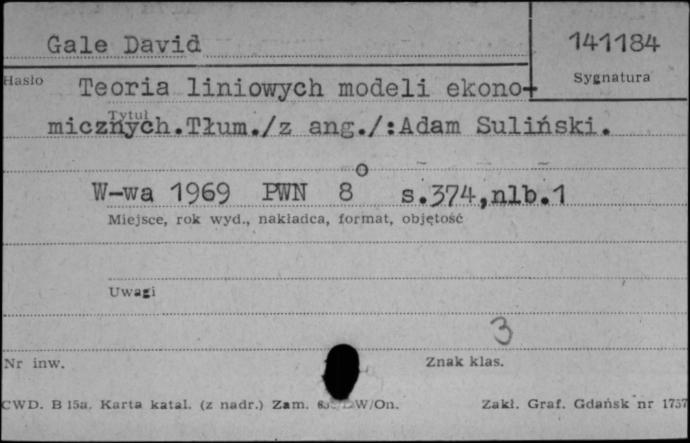 Gale David 141184
Hasło Sygnatura
Teoria liniowych modeli ekono-
Tytuł
micznych.Tłum./z ang./:Adam Suliński.
W-wa 1969 PWN 8° s.374,nlb.1
Miejsce, rok wyd., nakładca, format, objętość
Uwagi
3
Nr inw. Znak klas.
CWD. B 15a. Karta katal. (z nadr.) Zam. W/On. Zakł. Graf. Gdańsk nr 1757